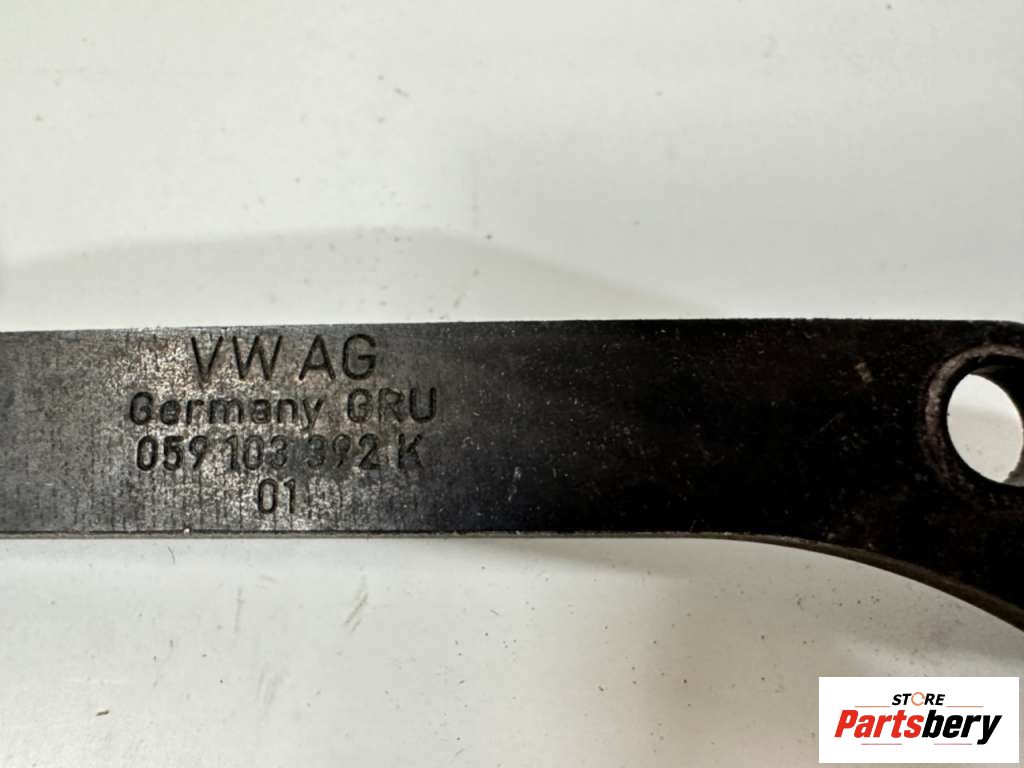 VW AG
Germany GRU
059 103 392 K
01
STORE
Partsbery